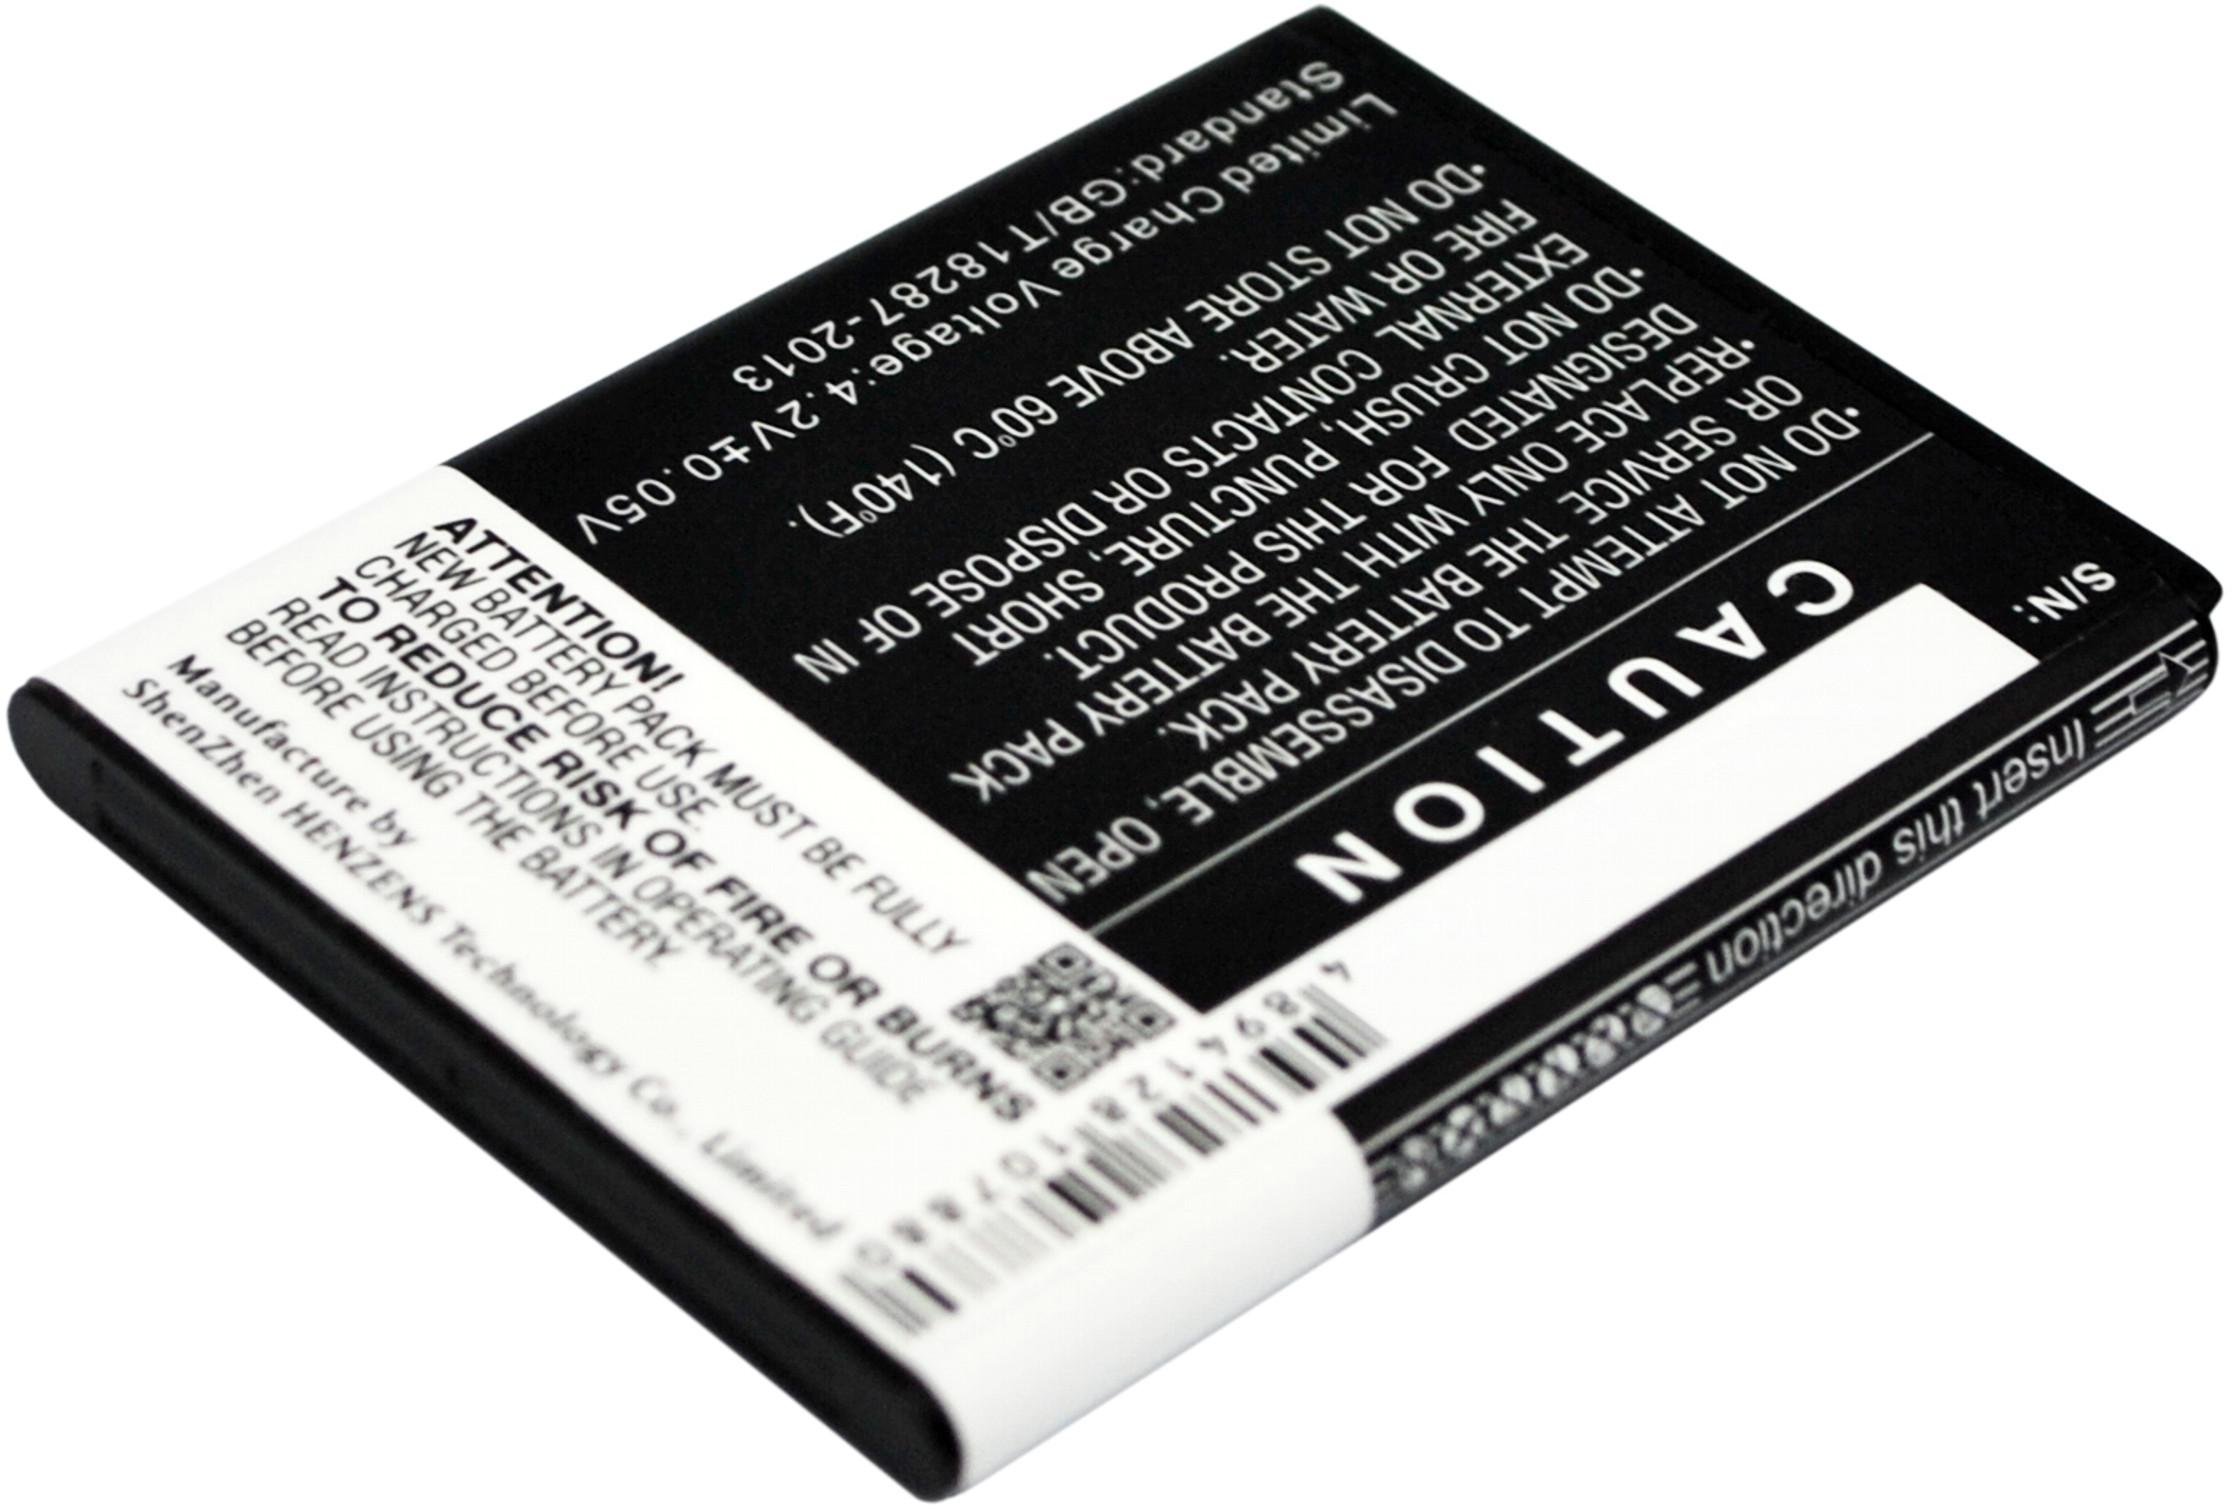 S/N:
CAUTION
•DO NOT ATTEMPT TO DISASSEMBLE, OPEN
OR SERVICE THE BATTERY PACK.
•REPLACE ONLY WITH THE BATTERY PACK
DESIGNATED FOR THIS PRODUCT.
•DO NOT CRUSH, PUNCTURE, SHORT
EXTERNAL CONTACTS OR DISPOSE OF IN
FIRE OR WATER.
•DO NOT STORE ABOVE 60°C (140°F).
Limited Charge Voltage:4.2V±0.05V
Standard:GB/T18287-2013
ATTENTION!
NEW BATTERY PACK MUST BE FULLY
CHARGED BEFORE USE.
TO REDUCE RISK OF FIRE OR BURNS
READ INSTRUCTIONS IN OPERATING GUIDE
BEFORE USING THE BATTERY.
Manufacture by
ShenZhen HENZENS Technology Co., Limited
4 894128 107880
Insert this direction